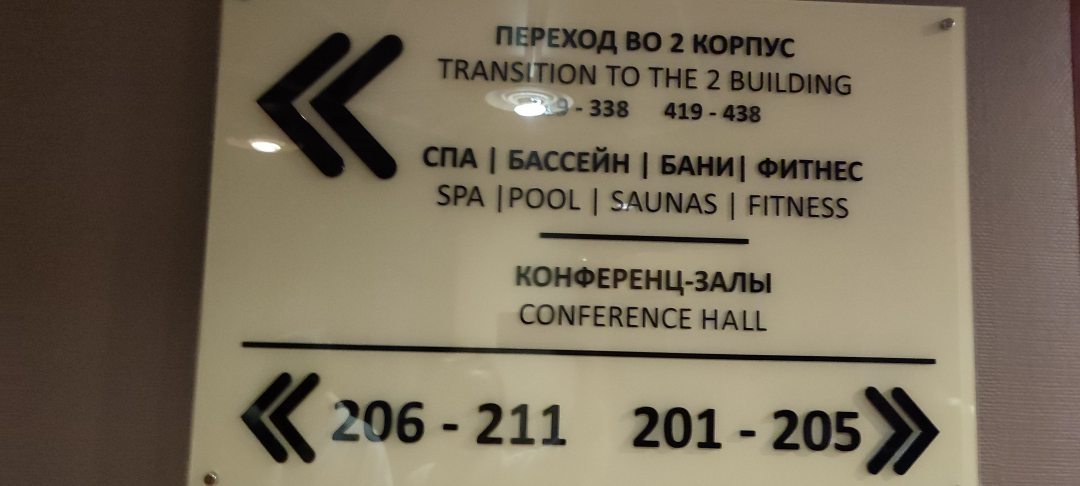 ПЕРЕХОД ВО 2 КОРПУС
TRANSITION TO THE 2 BUILDING
- 338 419 - 438
СПА | БАССЕЙН | БАНИ| ФИТНЕС
SPA |POOL | SAUNAS | FITNESS
КОНФЕРЕНЦ-ЗАЛЫ
CONFERENCE HALL
206 - 211 201 - 205